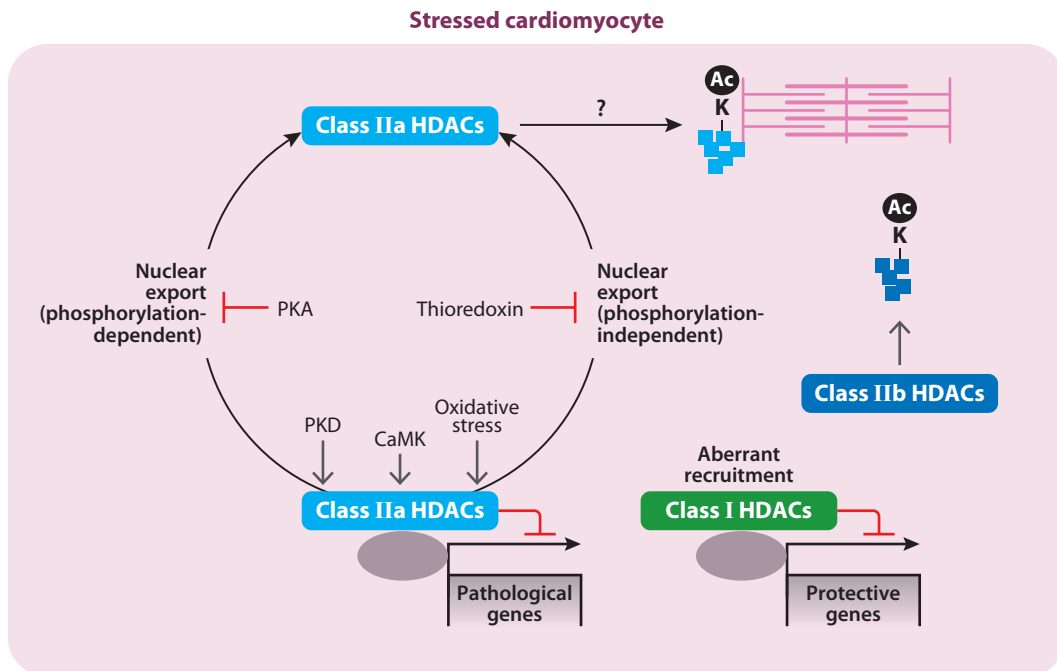 Stressed cardiomyocyte
Ac
K
Class IIa HDACs
?
Ac
K
Nuclear
export
(phosphorylation-
dependent)
PKA
Thioredoxin
Nuclear
export
(phosphorylation-
independent)
Class IIb HDACs
PKD
CaMK
Oxidative
stress
Aberrant
recruitment
Class IIa HDACs
Class I HDACs
Pathological
genes
Protective
genes